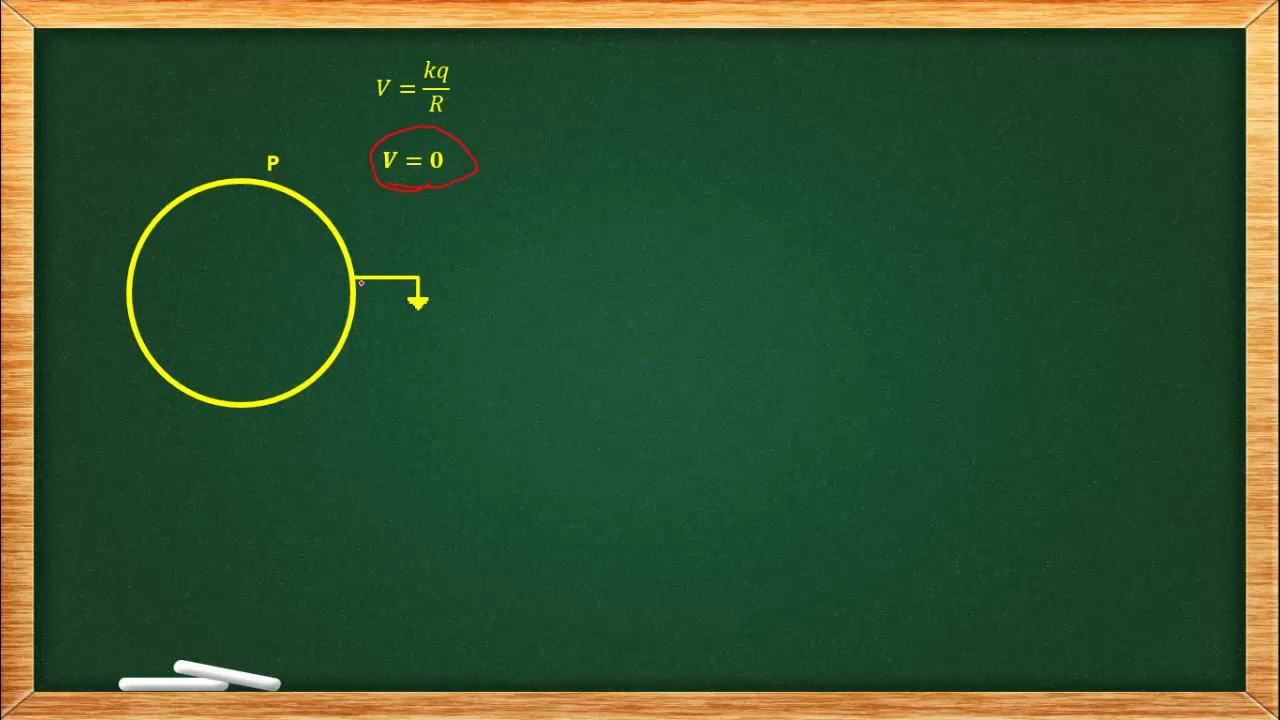 V = kq/R
V = 0
P